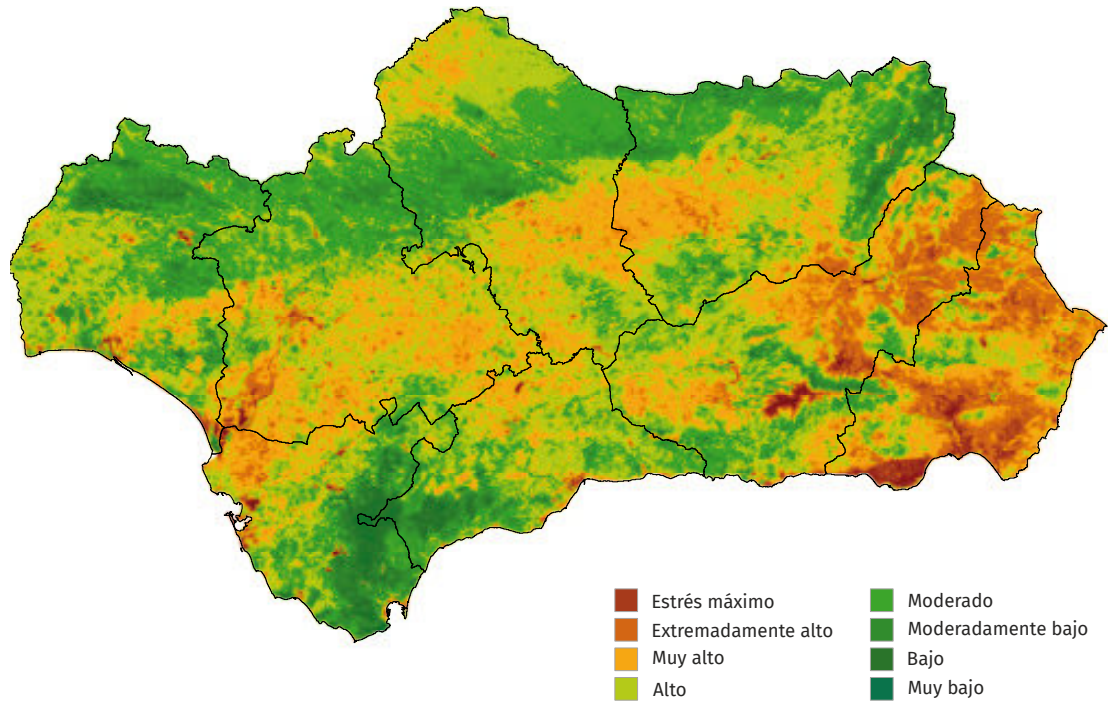 Estrés máximo
Extremadamente alto
Muy alto
Alto
Moderado
Moderadamente bajo
Bajo
Muy bajo